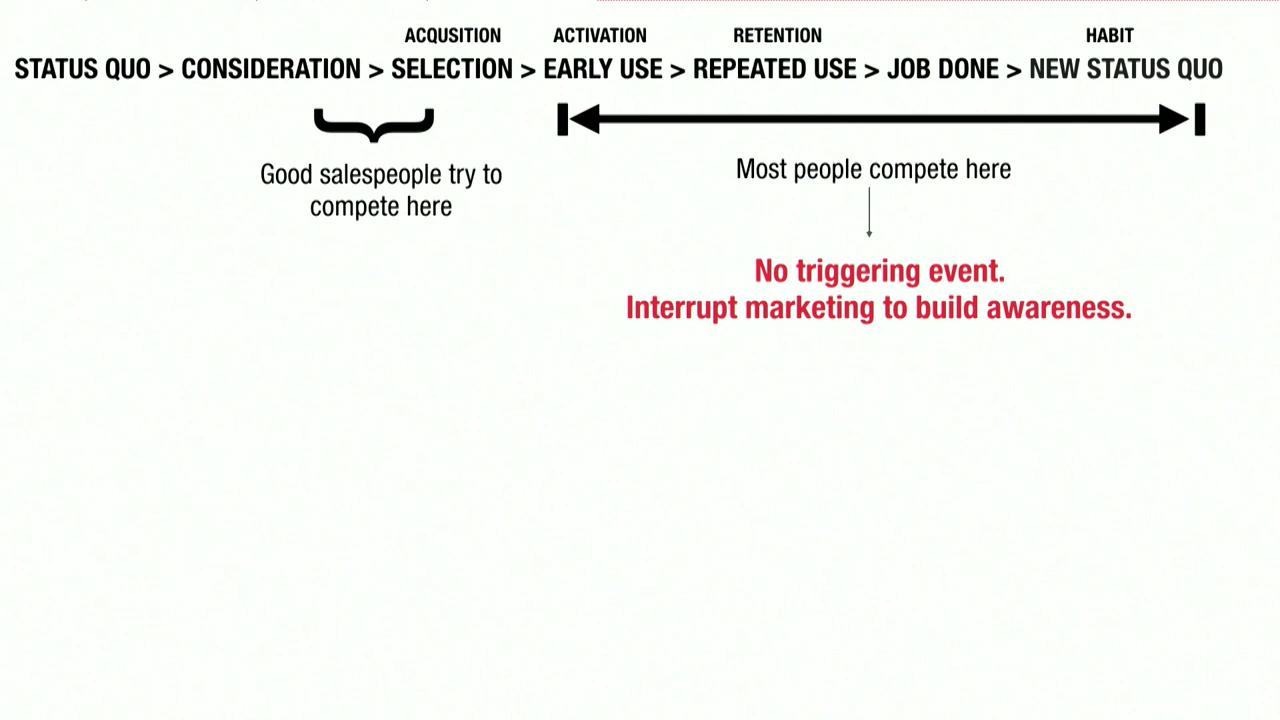 ACQUSITION ACTIVATION RETENTION HABIT
STATUS QUO > CONSIDERATION > SELECTION > EARLY USE > REPEATED USE > JOB DONE > NEW STATUS QUO
Good salespeople try to
compete here
Most people compete here
No triggering event.
Interrupt marketing to build awareness.